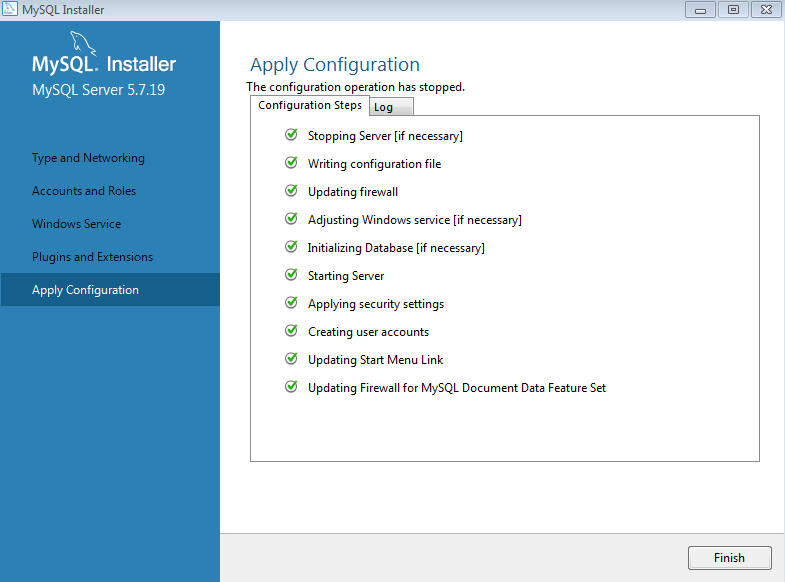 MySQL Installer
MySQL. Installer
MySQL Server 5.7.19
Type and Networking
Accounts and Roles
Windows Service
Plugins and Extensions
Apply Configuration
Apply Configuration
The configuration operation has stopped.
Configuration Steps Log
Stopping Server [if necessary]
Writing configuration file
Updating firewall
Adjusting Windows service [if necessary]
Initializing Database [if necessary]
Starting Server
Applying security settings
Creating user accounts
Updating Start Menu Link
Updating Firewall for MySQL Document Data Feature Set
Finish